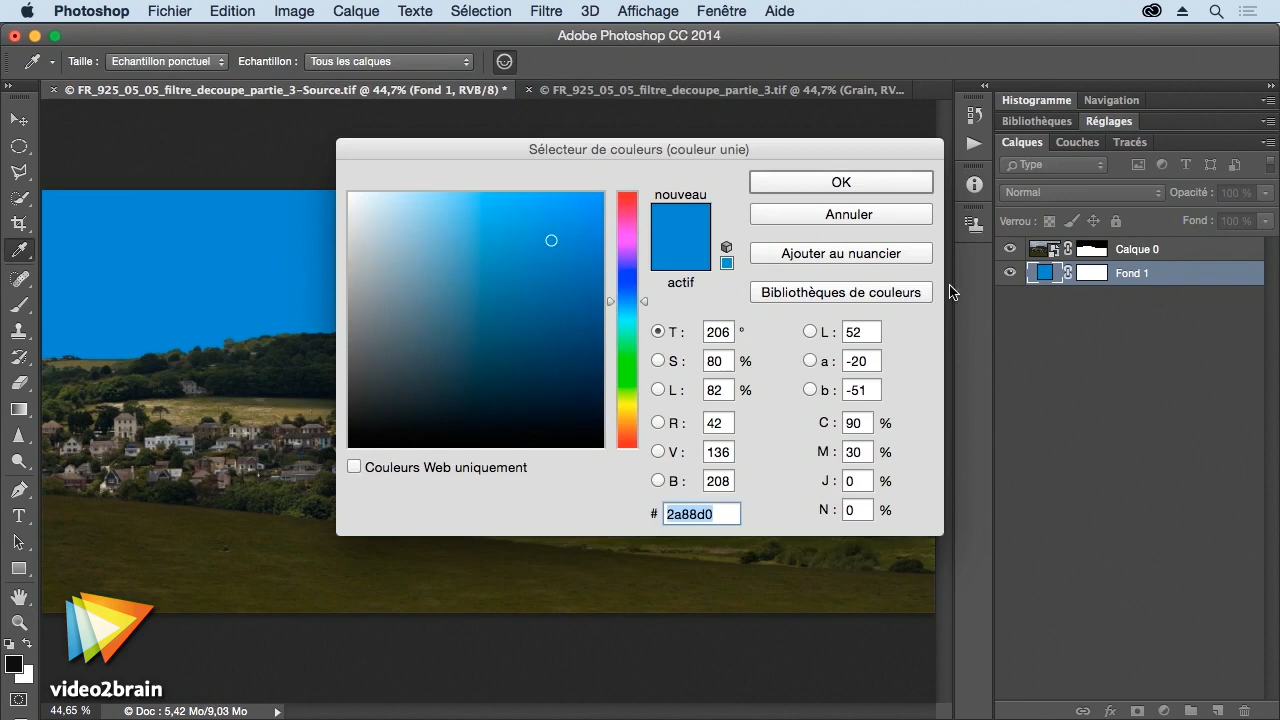 Photoshop Fichier Edition Image Calque Texte Sélection Filtre 3D Affichage Fenêtre Aide
Adobe Photoshop CC 2014
Taille : Echantillon ponctuel Echantillon : Tous les calques
× © FR_925_05_05_filtre_decoupe_partie_3-Source.tif @ 44,7% (Fond 1, RVB/8) * × © FR_925_05_05_filtre_decoupe_partie_3.tif @ 44,7% (Grain, RV...
Histogramme Navigation
Bibliothèques Réglages
Calques Couches Tracés
Type
Normal Opacité : 100 %
Verrou : Fond : 100 %
Calque 0
Fond 1
Sélecteur de couleurs (couleur unie)
nouveau
actif
OK
Annuler
Ajouter au nuancier
Bibliothèques de couleurs
T : 206 ° L : 52
S : 80 % a : -20
L : 82 % b : -51
R : 42 C : 90 %
V : 136 M : 30 %
B : 208 J : 0 %
# 2a88d0 N : 0 %
Couleurs Web uniquement
T
video2brain
44,65 % © Doc : 5,42 Mo/9,03 Mo